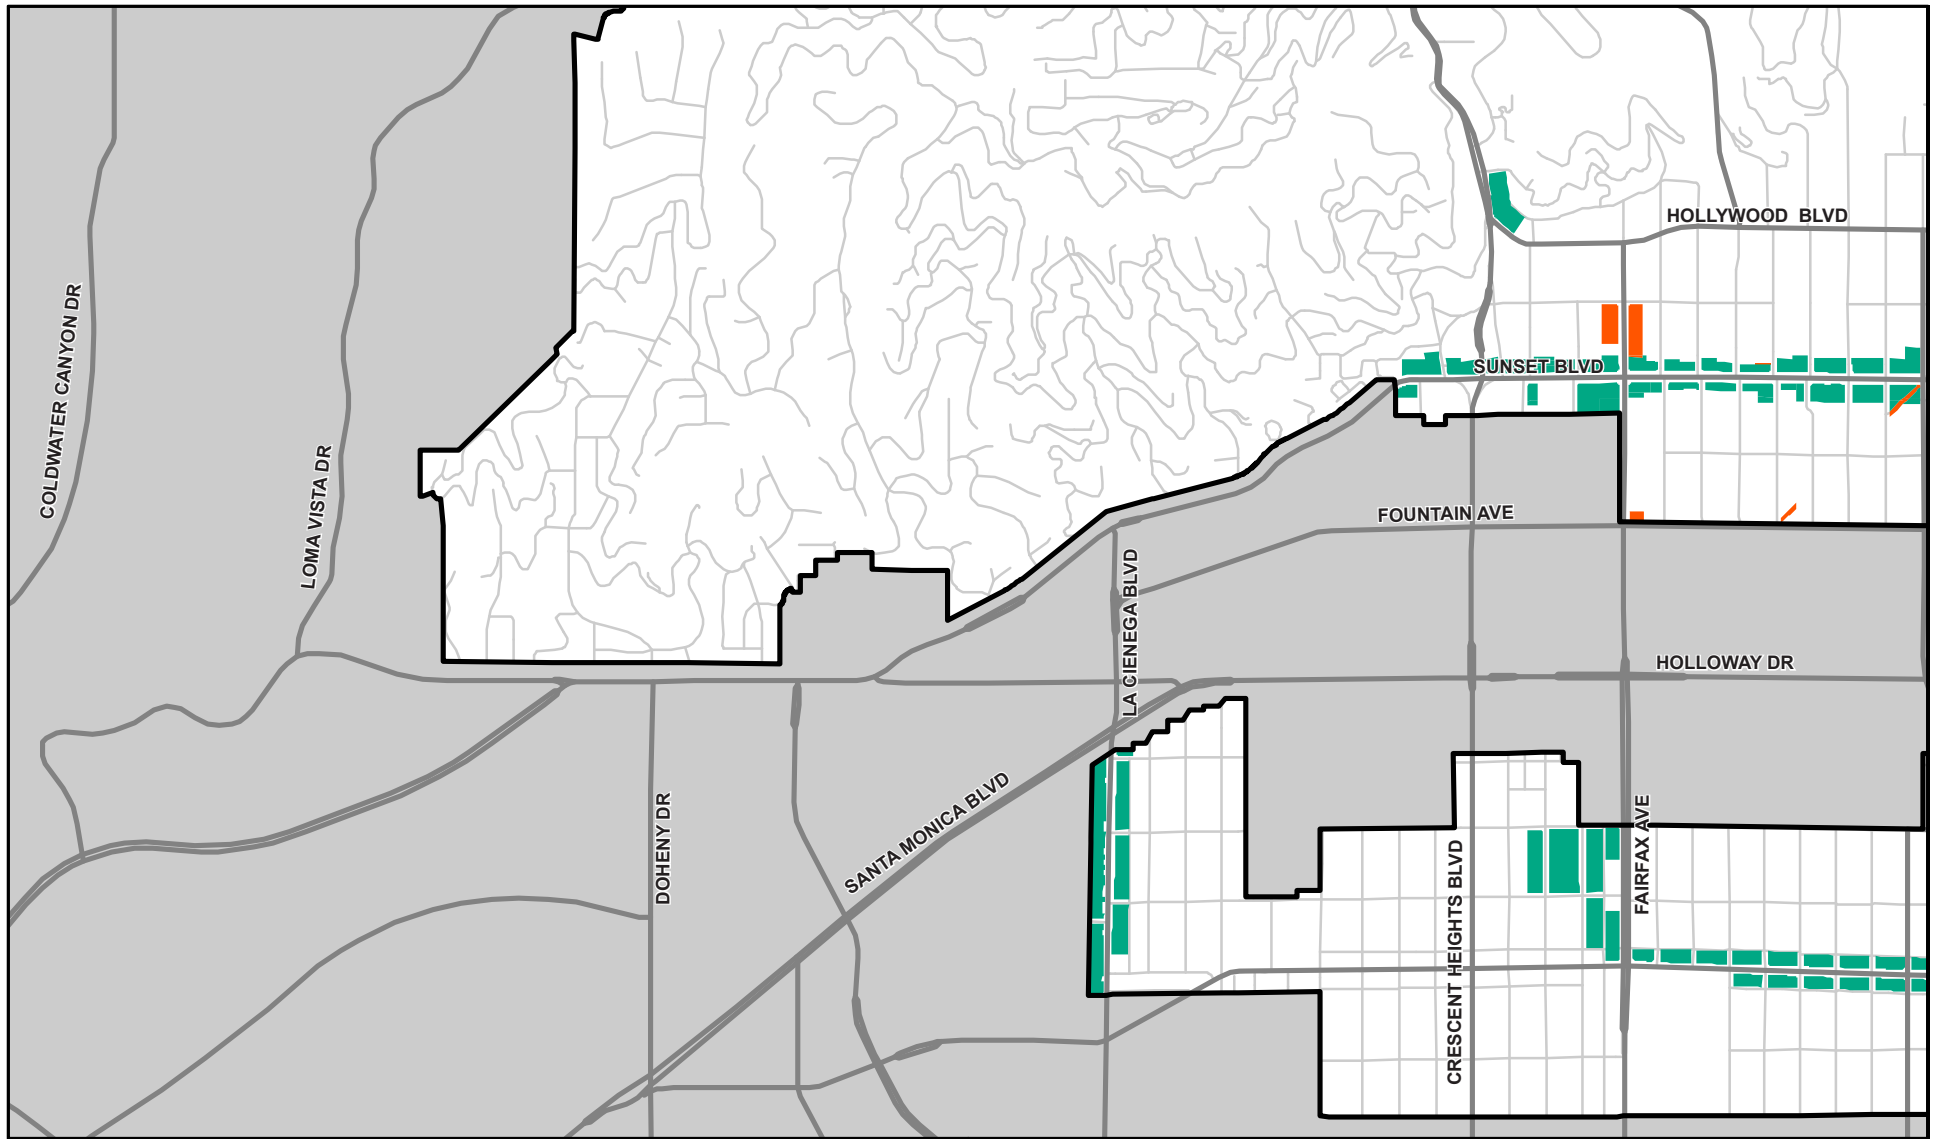 HOLLYWOOD BLVD
COLDWATER CANYON DR
SUNSET BLVD
LOMA VISTA DR
FOUNTAIN AVE
LA CIENEGA BLVD
HOLLOWAY DR
SANTA MONICA BLVD
DOHENY DR
CRESCENT HEIGHTS BLVD
FAIRFAX AVE